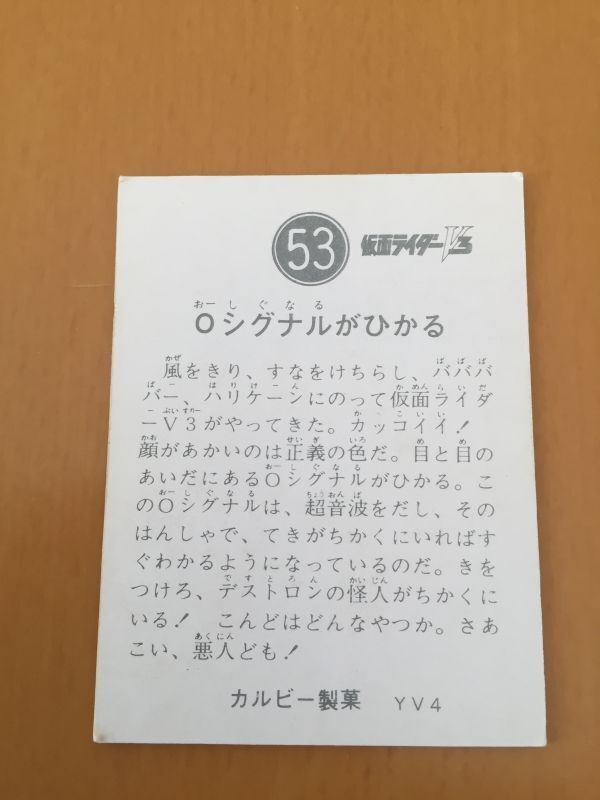 53 仮面ライダーV3
おーしぐなる
Oシグナルがひかる
かぜ ばばば
風をきり、すなをけちらし、バババ
ばー はりけーん かめんらいだ
バー、ハリケーンにのって仮面ライダ
ーぶいすりー かっこいい
ーV3がやってきた。カッコイイ!
かお せいぎ いろ め め
顔があかいのは正義の色だ。目と目の
おーしぐなる
あいだにあるOシグナルがひかる。こ
おーしぐなる ちょうおんぱ
のOシグナルは、超音波をだし、その
はんしゃで、てきがちかくにいればす
ぐわかるようになっているのだ。きを
ですとろん かいじん
つけろ、デストロンの怪人がちかくに
いる! こんどはどんなやつか。さあ
あくにん
こい、悪人ども!
カルビー製菓 YV4